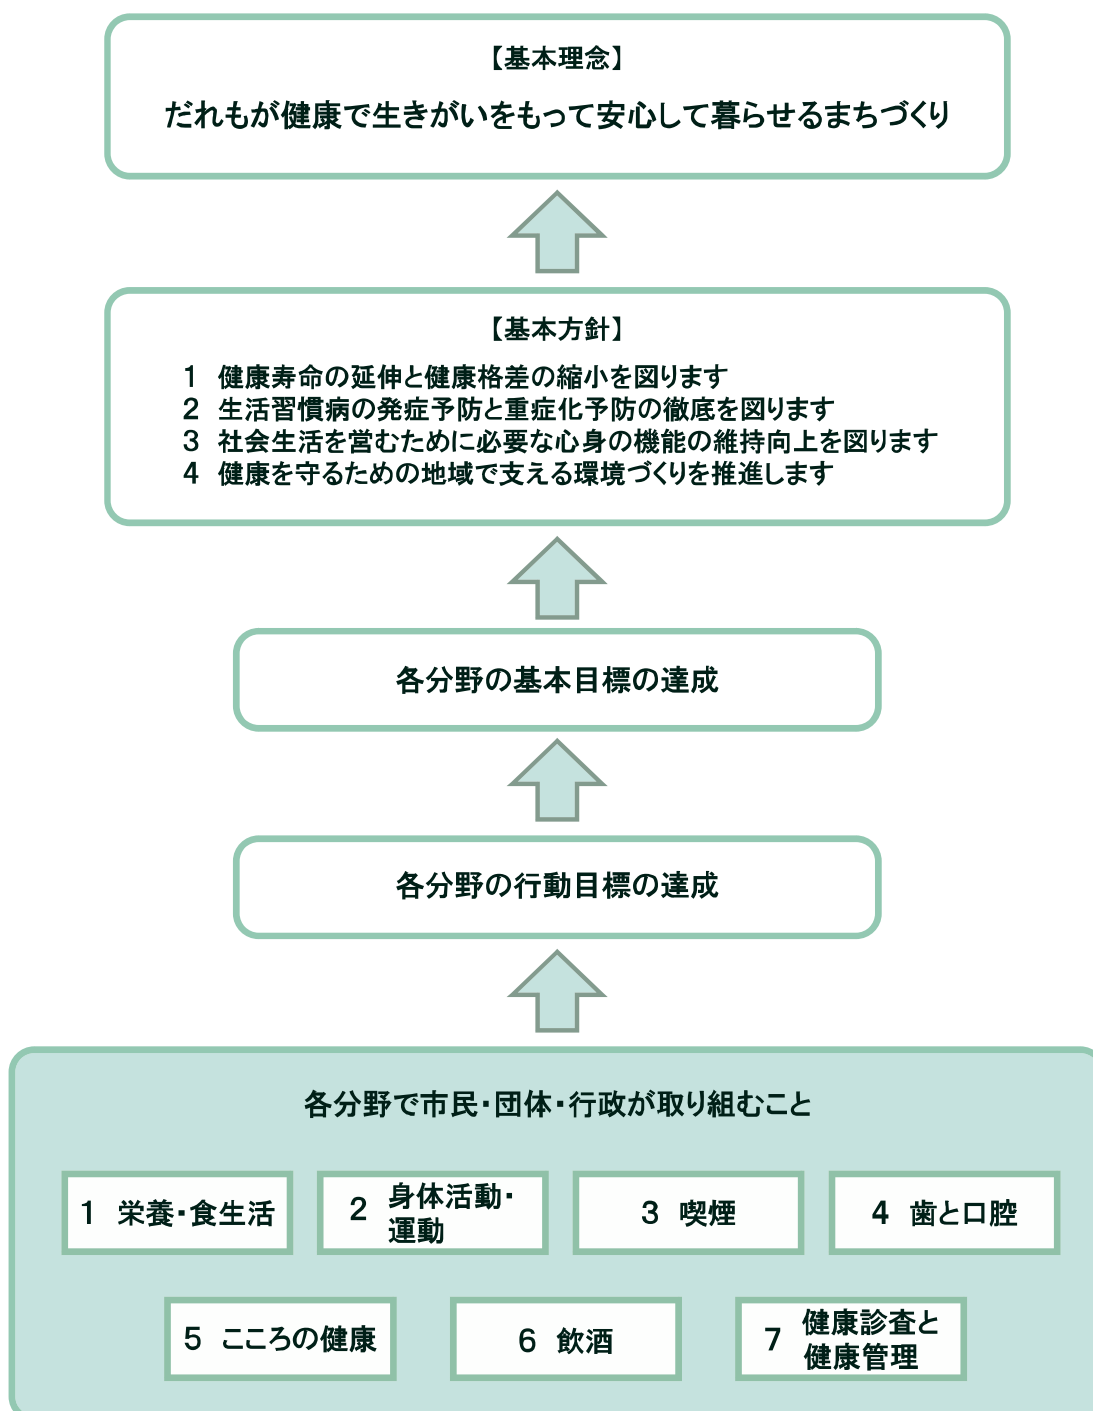 【基本理念】
だれもが健康で生きがいをもって安心して暮らせるまちづくり
【基本方針】
1 健康寿命の延伸と健康格差の縮小を図ります
2 生活習慣病の発症予防と重症化予防の徹底を図ります
3 社会生活を営むために必要な心身の機能の維持向上を図ります
4 健康を守るための地域で支える環境づくりを推進します
各分野の基本目標の達成
各分野の行動目標の達成
各分野で市民・団体・行政が取り組むこと
1 栄養・食生活
2 身体活動・
運動
3 喫煙
4 歯と口腔
5 こころの健康
6 飲酒
7 健康診査と
健康管理